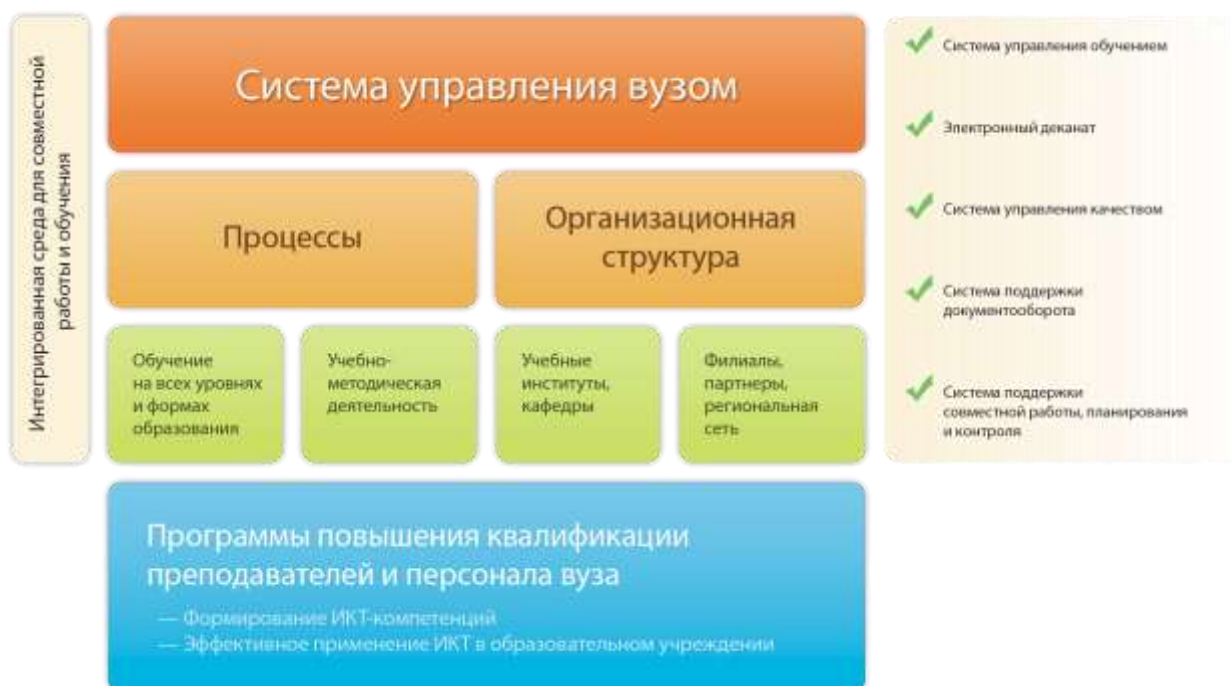 Интегрированная среда для совместной
работы и обучения
Система управления вузом
Процессы
Организационная
структура
Обучение
на всех уровнях
и формах
образования
Учебно-
методическая
деятельность
Учебные
институты,
кафедры
Филиалы,
партнеры,
региональная
сеть
Программы повышения квалификации
преподавателей и персонала вуза
— Формирование ИКТ-компетенций
— Эффективное применение ИКТ в образовательном учреждении
Система управления обучением
Электронный деканат
Система управления качеством
Система поддержки
документооборота
Система поддержки
совместной работы, планирования
и контроля